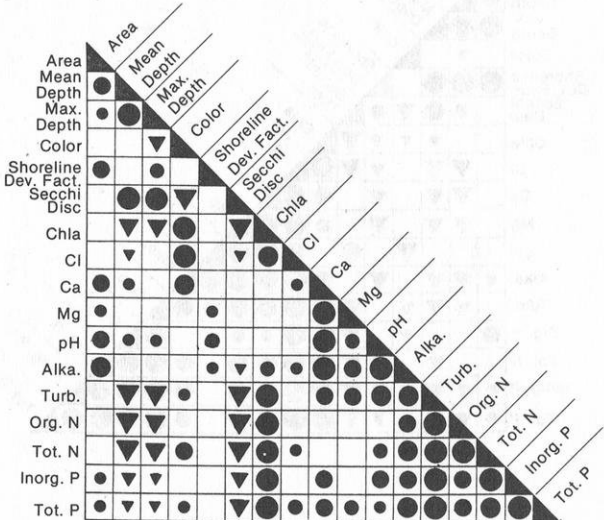 Area
Mean
Depth
Max.
Depth
Color
Shoreline
Dev. Fact.
Secchi
Disc
Chla
Cl
Ca
Mg
pH
Alka.
Turb.
Org. N
Tot. N
Inorg. P
Tot. P
Area
Mean
Depth
Max.
Depth
Color
Shoreline
Dev. Fact.
Secchi
Disc
Chla
Cl
Ca
Mg
pH
Alka.
Turb.
Org. N
Tot. N
Inorg. P
Tot. P